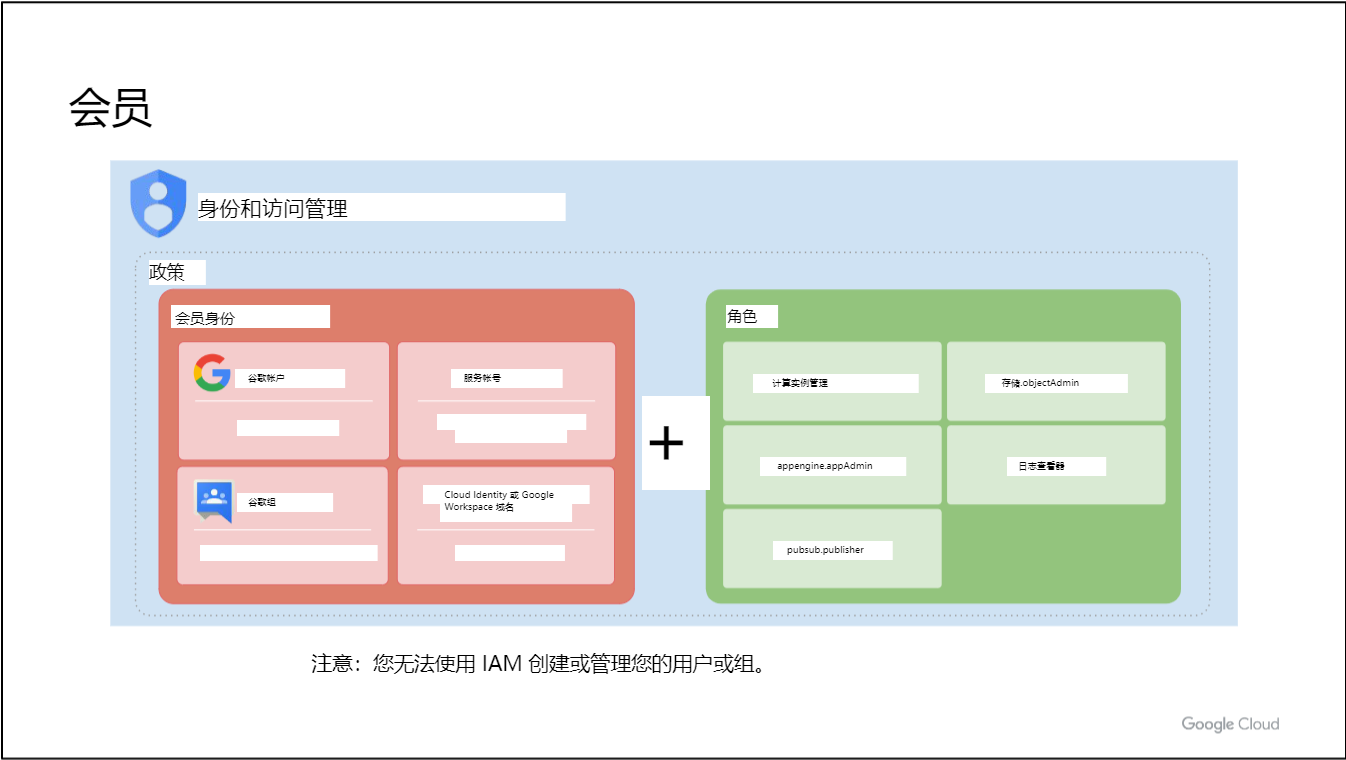 会员
身份和访问管理
政策
会员身份
谷歌帐户
服务帐号
谷歌组
Cloud Identity 或 Google
Workspace 域名
+
角色
计算实例管理
存储.objectAdmin
appengine.appAdmin
日志查看器
pubsub.publisher
注意：您无法使用 IAM 创建或管理您的用户或组。
Google Cloud